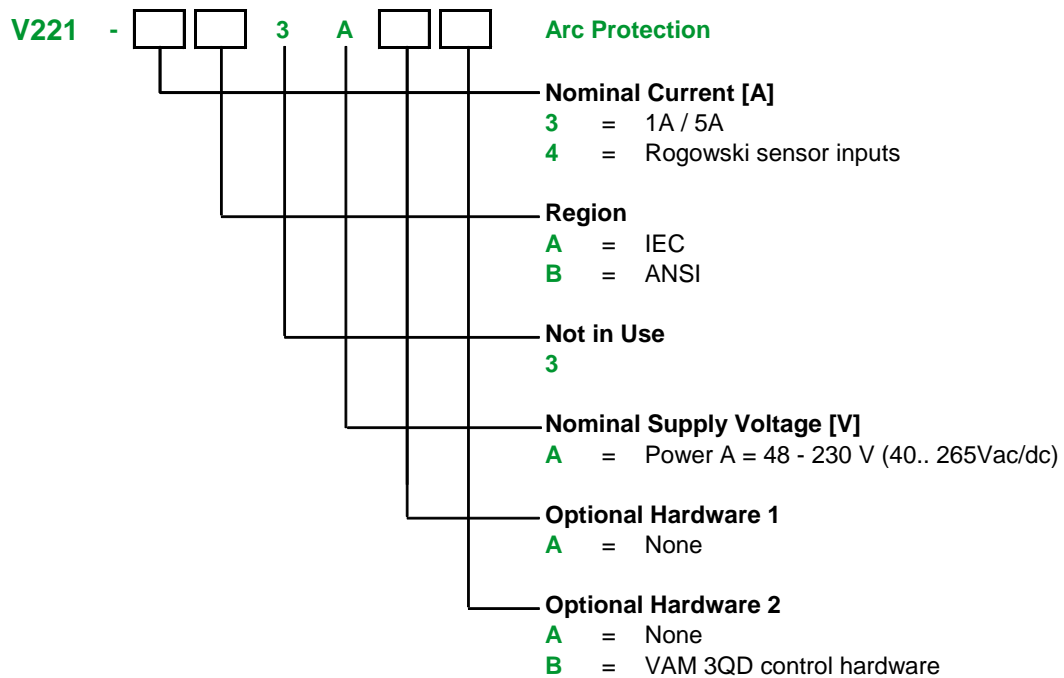 V221 - 3 A Arc Protection
Nominal Current [A]
3 = 1A / 5A
4 = Rogowski sensor inputs
Region
A = IEC
B = ANSI
Not in Use
3
Nominal Supply Voltage [V]
A = Power A = 48 - 230 V (40.. 265Vac/dc)
Optional Hardware 1
A = None
Optional Hardware 2
A = None
B = VAM 3QD control hardware